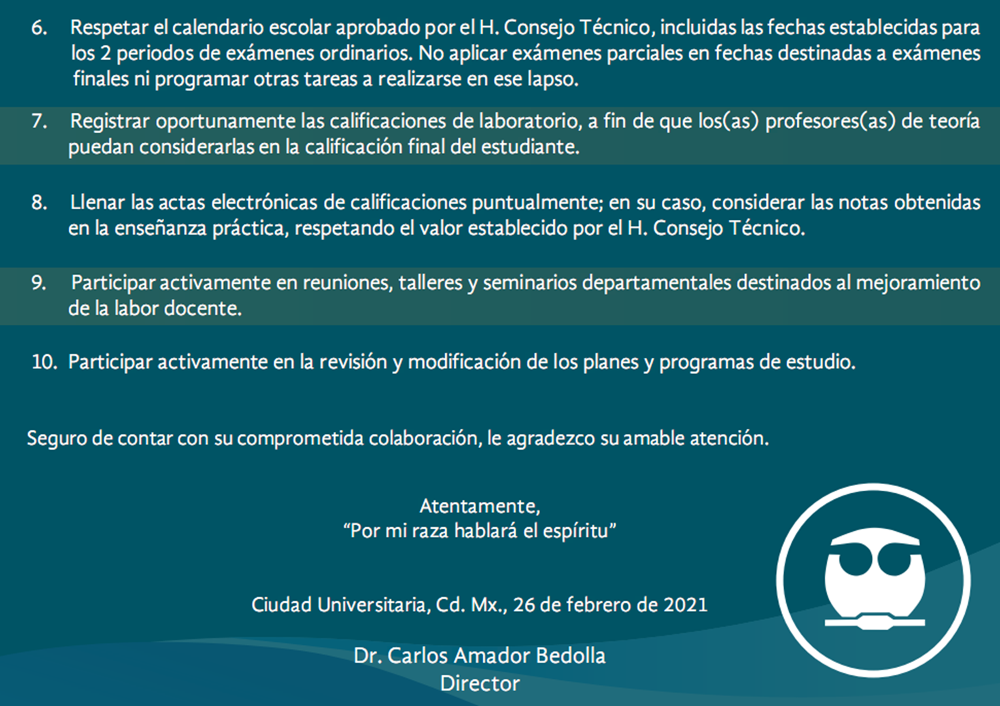 6. Respetar el calendario escolar aprobado por el H. Consejo Técnico, incluidas las fechas establecidas para
los 2 periodos de exámenes ordinarios. No aplicar exámenes parciales en fechas destinadas a exámenes
finales ni programar otras tareas a realizarse en ese lapso.
7. Registrar oportunamente las calificaciones de laboratorio, a fin de que los(as) profesores(as) de teoría
puedan considerarlas en la calificación final del estudiante.
8. Llenar las actas electrónicas de calificaciones puntualmente; en su caso, considerar las notas obtenidas
en la enseñanza práctica, respetando el valor establecido por el H. Consejo Técnico.
9. Participar activamente en reuniones, talleres y seminarios departamentales destinados al mejoramiento
de la labor docente.
10. Participar activamente en la revisión y modificación de los planes y programas de estudio.
Seguro de contar con su comprometida colaboración, le agradezco su amable atención.
Atentamente,
“Por mi raza hablará el espíritu”
Ciudad Universitaria, Cd. Mx., 26 de febrero de 2021
Dr. Carlos Amador Bedolla
Director